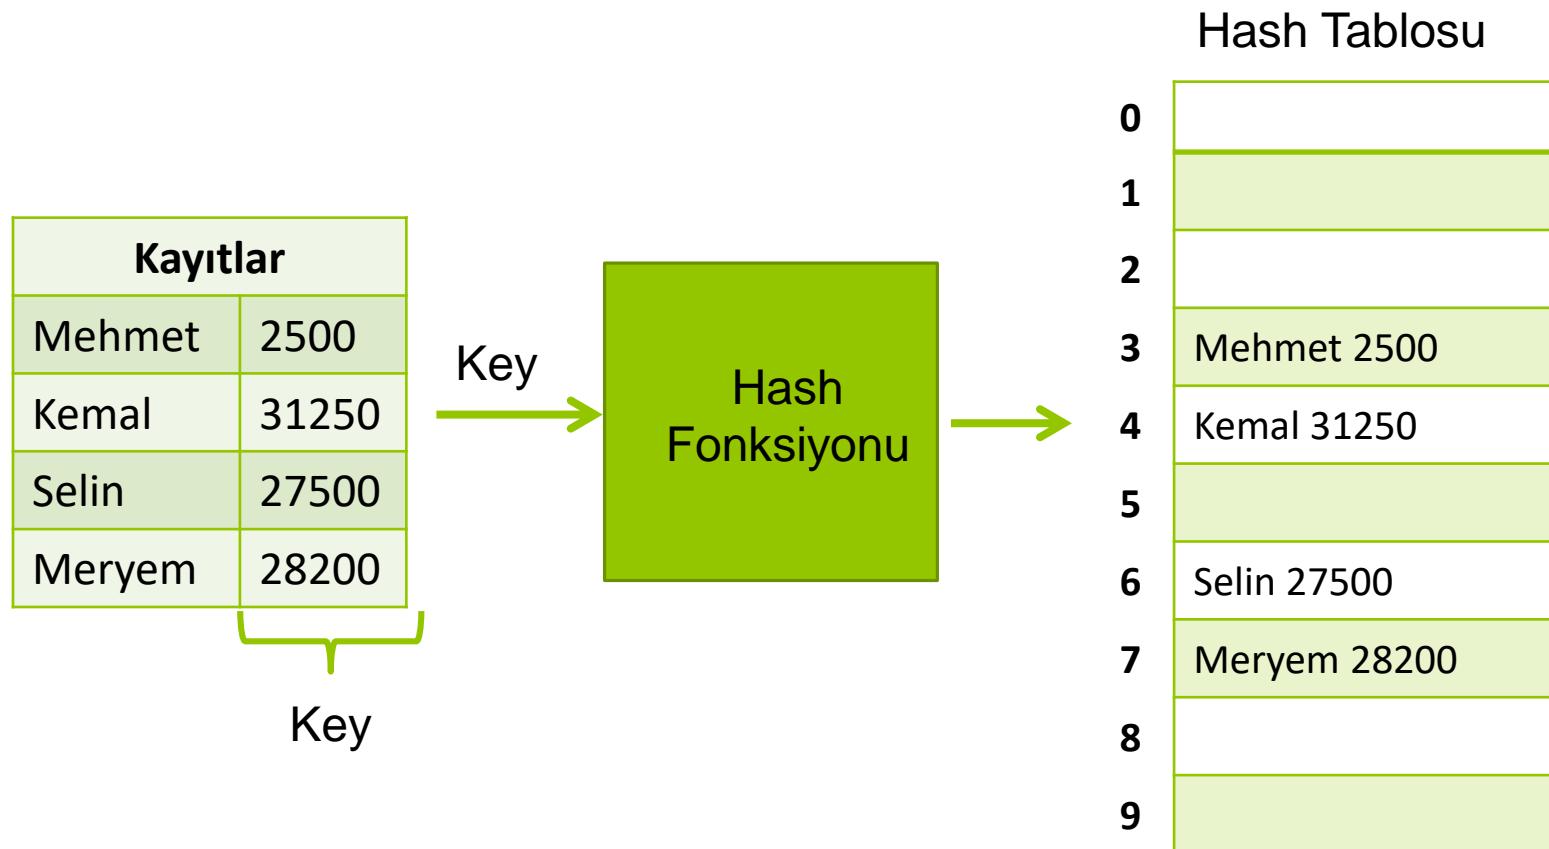 Hash Tablosu
Kayıtlar
Mehmet 2500
Kemal 31250
Selin 27500
Meryem 28200
Key
Key
Hash
Fonksiyonu
0
1
2
3 Mehmet 2500
4 Kemal 31250
5
6 Selin 27500
7 Meryem 28200
8
9